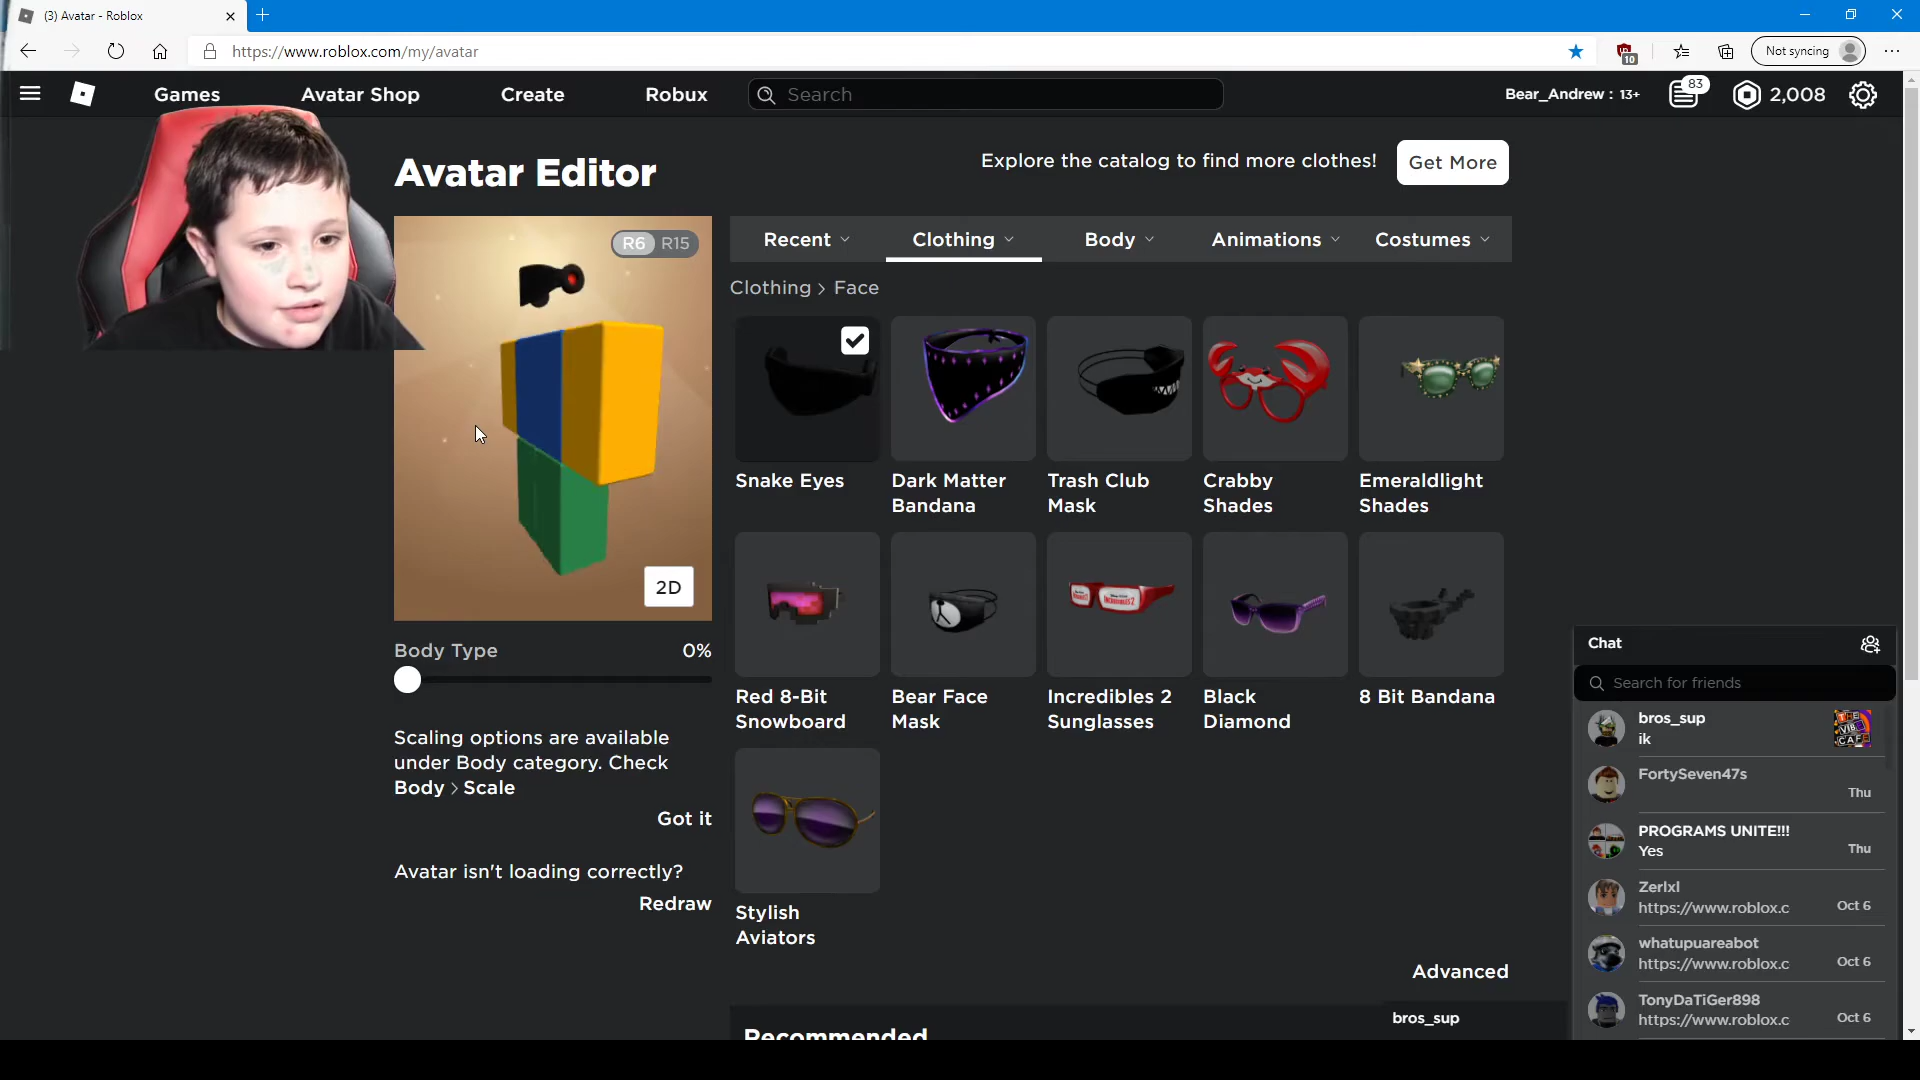 (3) Avatar - Roblox
https://www.roblox.com/my/avatar
10
Not syncing
Games
Avatar Shop
Create
Robux
Search
Bear_Andrew : 13+
83
2,008
Avatar Editor
Explore the catalog to find more clothes!
Get More
R6 R15
Recent
Clothing
Body
Animations
Costumes
Clothing > Face
Snake Eyes
Dark Matter
Bandana
Trash Club
Mask
Crabby
Shades
Emeraldlight
Shades
2D
Red 8-Bit
Snowboard
Bear Face
Mask
Incredibles 2
Sunglasses
Black
Diamond
8 Bit Bandana
Body Type
0%
Scaling options are available
under Body category. Check
Body > Scale
Got it
Avatar isn't loading correctly?
Redraw
Stylish
Aviators
Advanced
Recommended
bros_sup
Chat
Search for friends
bros_sup
ik
THE
VIBE
CAFE
FortySeven47s
Thu
PROGRAMS UNITE!!!
Yes
Thu
Zerlxl
https://www.roblox.c
Oct 6
whatupuareabot
https://www.roblox.c
Oct 6
TonyDaTiGer898
https://www.roblox.c
Oct 6